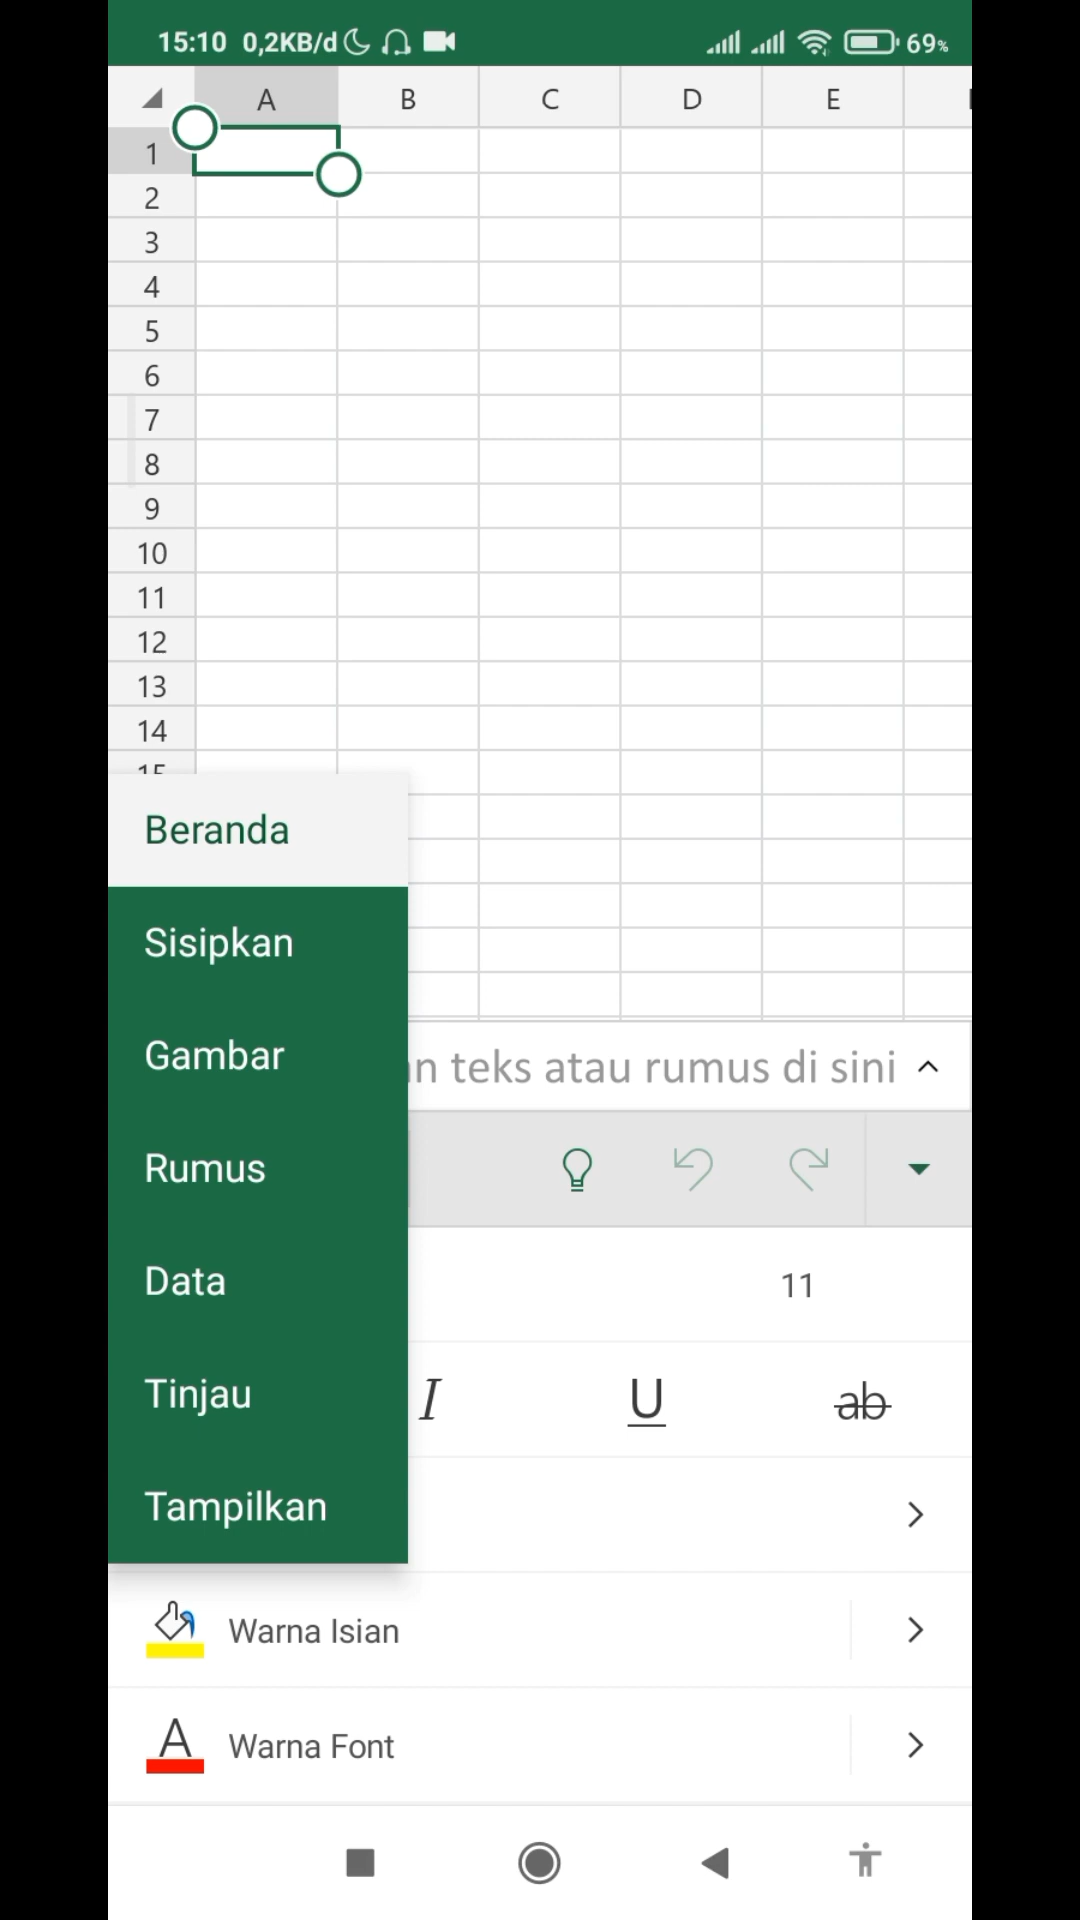 15:10 0,2KB/d 69%
A B C D E
1
2
3
4
5
6
7
8
9
10
11
12
13
14
15
Beranda
Sisipkan
Gambar
n teks atau rumus di sini
Rumus
Data
11
Tinjau
I U ab
Tampilkan
Warna Isian
A Warna Font